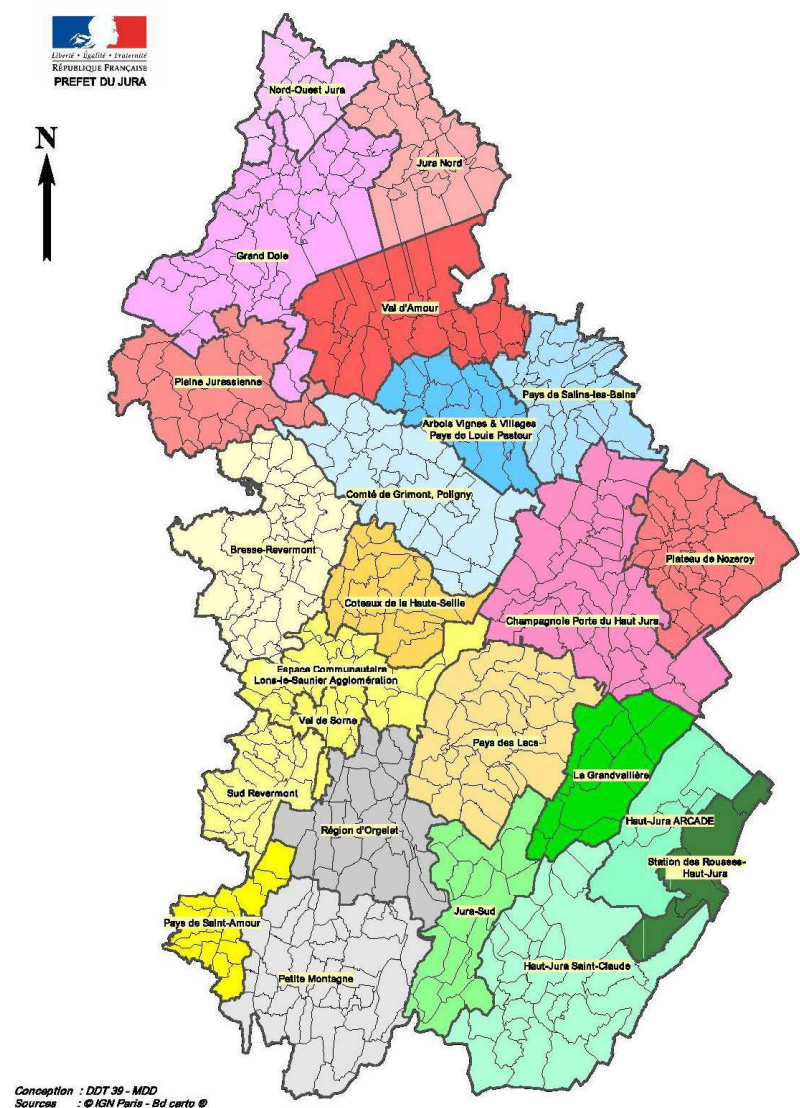 Liberté • Égalité • Fraternité
RÉPUBLIQUE FRANÇAISE
PREFET DU JURA
N
Nord-Ouest Jura
Jura Nord
Grand Dole
Val d'Amour
Plaine Jurassienne
Pays de Salins-les-Bains
Arbois Vignes & Villages
Pays de Louis Pasteur
Comté de Grimont, Poligny
Bresse-Revermont
Plateau de Nozeroy
Coteaux de la Haute-Seille
Champagnole Porte du Haut Jura
Espace Communautaire
Lons-le-Saunier Agglomération
Val de Sorne
Pays des Lacs
La Grandvallière
Sud Revermont
Région d'Orgelet
Haut-Jura ARCADE
Station des Rousses-
Haut-Jura
Jura-Sud
Pays de Saint-Amour
Haut-Jura Saint-Claude
Petite Montagne
Conception : DDT 39 - MDD
Sources : © IGN Paris - Bd carto ®